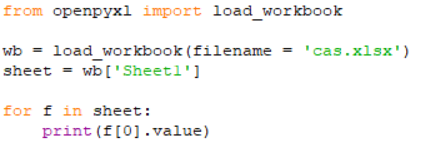 from openpyxl import load_workbook

wb = load_workbook(filename = 'cas.xlsx')
sheet = wb['Sheet1']

for f in sheet:
    print(f[0].value)